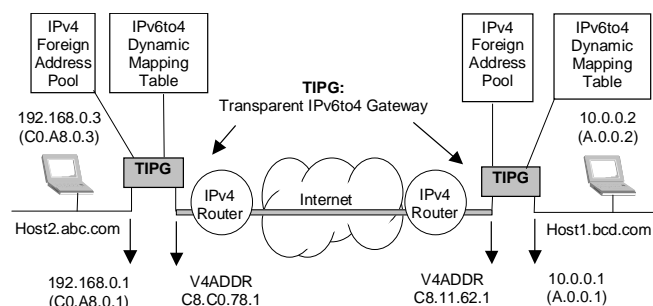 IPv4
Foreign
Address
Pool
IPv6to4
Dynamic
Mapping
Table
TIPG:
Transparent IPv6to4 Gateway
IPv4
Foreign
Address
Pool
IPv6to4
Dynamic
Mapping
Table
192.168.0.3
(C0.A8.0.3)
10.0.0.2
(A.0.0.2)
TIPG
TIPG
IPv4
Router
Internet
IPv4
Router
Host2.abc.com
Host1.bcd.com
192.168.0.1
(C0.A8.0.1)
V4ADDR
C8.C0.78.1
V4ADDR
C8.11.62.1
10.0.0.1
(A.0.0.1)